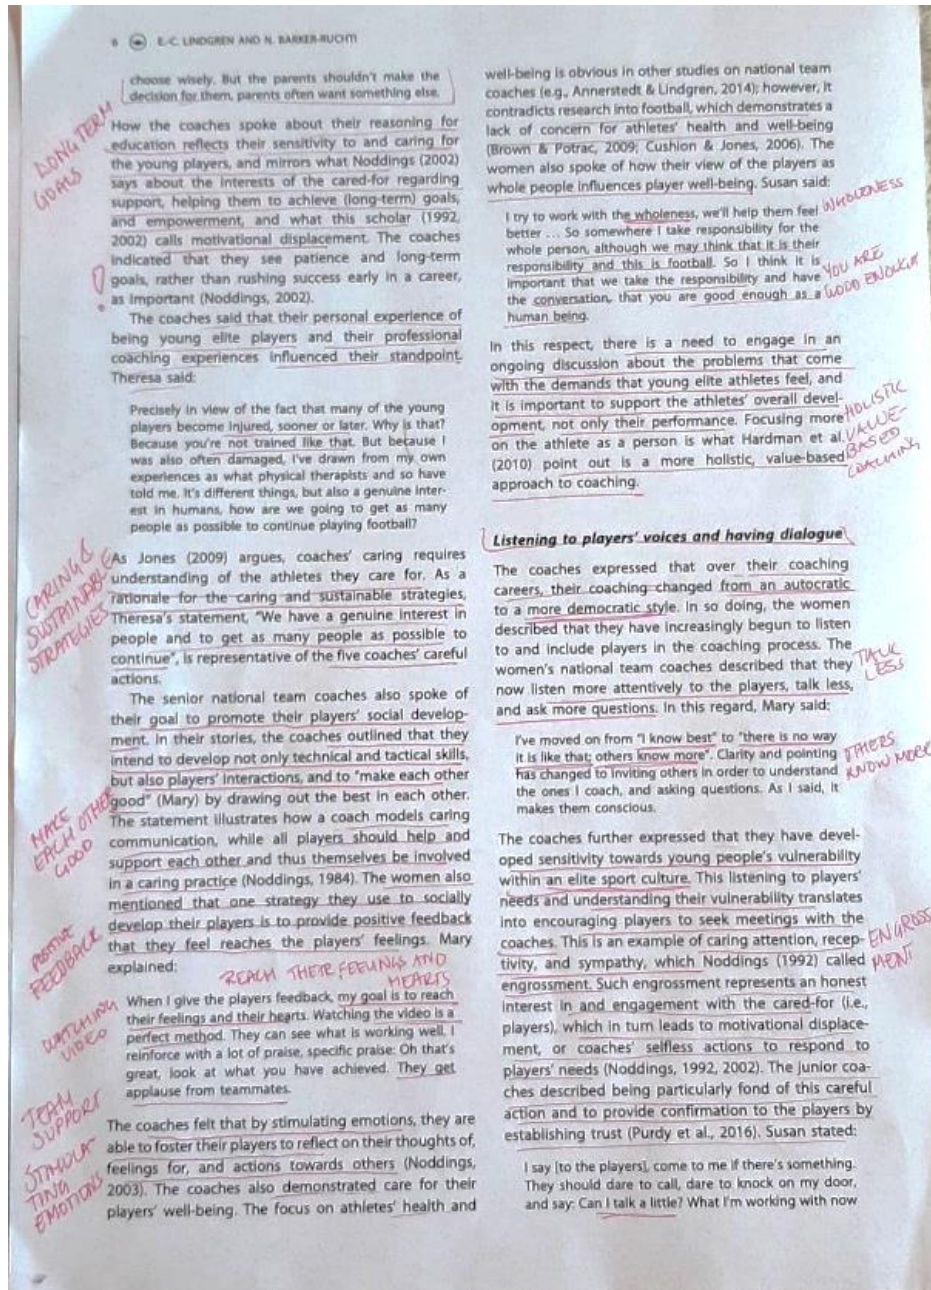 6 E.-C. LINDGREN AND N. BARKER-RUCHTI
choose wisely. But the parents shouldn't make the
decision for them, parents often want something else.
LONG TERM
GOALS
How the coaches spoke about their reasoning for
education reflects their sensitivity to and caring for
the young players, and mirrors what Noddings (2002)
says about the interests of the cared-for regarding
support, helping them to achieve (long-term) goals,
and empowerment, and what this scholar (1992,
2002) calls motivational displacement. The coaches
indicated that they see patience and long-term
! goals, rather than rushing success early in a career,
as important (Noddings, 2002).
The coaches said that their personal experience of
being young elite players and their professional
coaching experiences influenced their standpoint.
Theresa said:
Precisely in view of the fact that many of the young
players become injured, sooner or later. Why is that?
Because you're not trained like that. But because I
was also often damaged, I've drawn from my own
experiences as what physical therapists and so have
told me. It's different things, but also a genuine inter-
est in humans, how are we going to get as many
people as possible to continue playing football?
CARING &
SUSTAINABLE
STRATEGIES
As Jones (2009) argues, coaches' caring requires
understanding of the athletes they care for. As a
rationale for the caring and sustainable strategies,
Theresa's statement, "We have a genuine interest in
people and to get as many people as possible to
continue", is representative of the five coaches' careful
actions.
The senior national team coaches also spoke of
their goal to promote their players' social develop-
ment. In their stories, the coaches outlined that they
intend to develop not only technical and tactical skills,
but also players' interactions, and to "make each other
good" (Mary) by drawing out the best in each other.
MAKE
EACH OTHER
GOOD
The statement illustrates how a coach models caring
communication, while all players should help and
support each other and thus themselves be involved
in a caring practice (Noddings, 1984). The women also
mentioned that one strategy they use to socially
develop their players is to provide positive feedback
that they feel reaches the players' feelings. Mary
explained:
POSITIVE
FEEDBACK
REACH THEIR FEELINGS AND
HEARTS
WATCHING
VIDEO
When I give the players feedback, my goal is to reach
their feelings and their hearts. Watching the video is a
perfect method. They can see what is working well. I
reinforce with a lot of praise, specific praise: Oh that's
great, look at what you have achieved. They get
applause from teammates.
TEAM
SUPPORT
STIMULA-
TING
EMOTIONS
The coaches felt that by stimulating emotions, they are
able to foster their players to reflect on their thoughts of,
feelings for, and actions towards others (Noddings,
2003). The coaches also demonstrated care for their
players' well-being. The focus on athletes' health and
well-being is obvious in other studies on national team
coaches (e.g., Annerstedt & Lindgren, 2014); however, it
contradicts research into football, which demonstrates a
lack of concern for athletes' health and well-being
(Brown & Potrac, 2009; Cushion & Jones, 2006). The
women also spoke of how their view of the players as
whole people influences player well-being. Susan said:
I try to work with the wholeness, we'll help them feel
better ... So somewhere I take responsibility for the
whole person, although we may think that it is their
responsibility and this is football. So I think it is
important that we take the responsibility and have
the conversation, that you are good enough as a
human being.
WHOLENESS
YOU ARE
GOOD ENOUGH
In this respect, there is a need to engage in an
ongoing discussion about the problems that come
with the demands that young elite athletes feel, and
it is important to support the athletes' overall devel-
opment, not only their performance. Focusing more
on the athlete as a person is what Hardman et al.
(2010) point out is a more holistic, value-based
approach to coaching.
HOLISTIC
VALUE-
BASED
COACHING
Listening to players' voices and having dialogue
The coaches expressed that over their coaching
careers, their coaching changed from an autocratic
to a more democratic style. In so doing, the women
described that they have increasingly begun to listen
to and include players in the coaching process. The
women's national team coaches described that they
now listen more attentively to the players, talk less,
and ask more questions. In this regard, Mary said:
TALK
LESS
I've moved on from "I know best" to "there is no way
it is like that; others know more". Clarity and pointing
has changed to inviting others in order to understand
the ones I coach, and asking questions. As I said, it
makes them conscious.
OTHERS
KNOW MORE
The coaches further expressed that they have devel-
oped sensitivity towards young people's vulnerability
within an elite sport culture. This listening to players'
needs and understanding their vulnerability translates
into encouraging players to seek meetings with the
coaches. This is an example of caring attention, recep-
tivity, and sympathy, which Noddings (1992) called
engrossment. Such engrossment represents an honest
interest in and engagement with the cared-for (i.e.,
players), which in turn leads to motivational displace-
ment, or coaches' selfless actions to respond to
players' needs (Noddings, 1992, 2002). The junior coa-
ches described being particularly fond of this careful
action and to provide confirmation to the players by
establishing trust (Purdy et al., 2016). Susan stated:
ENGROSS
MENT
I say [to the players], come to me if there's something.
They should dare to call, dare to knock on my door,
and say: Can I talk a little? What I'm working with now